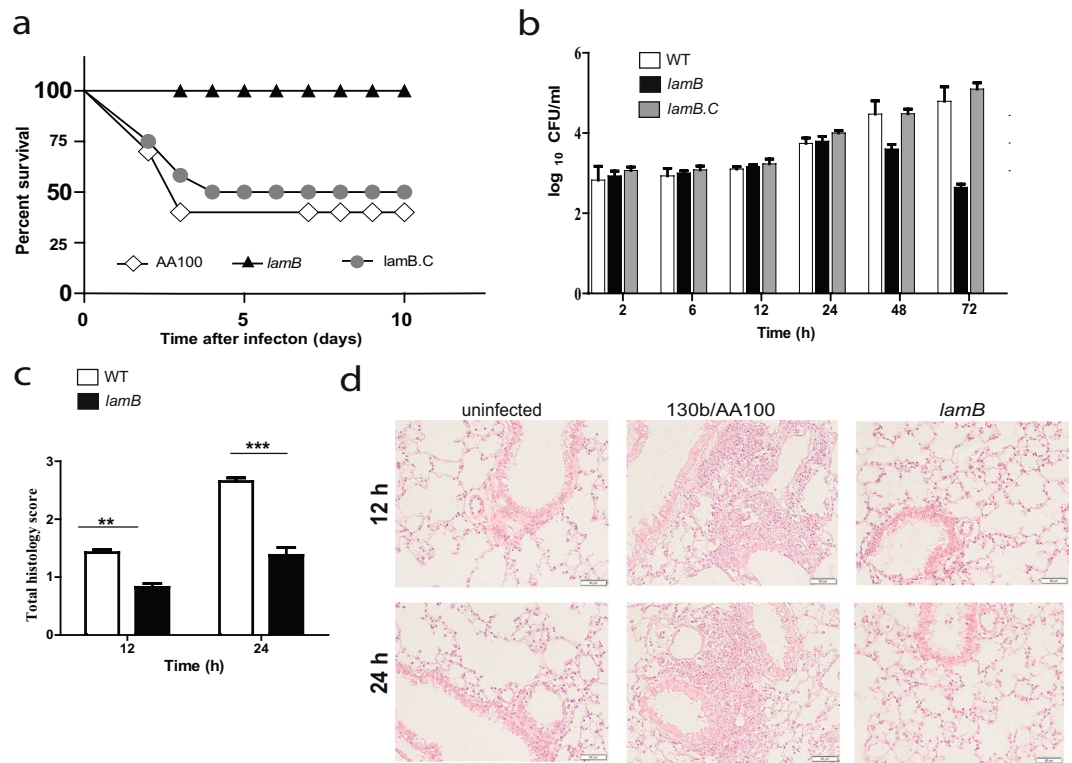 a
100
75
50
25
0
Percent survival
AA100
lamB
lamB.C
0
5
10
Time after infecton (days)
b
WT
lamB
lamB.C
6
4
2
0
log 10 CFU/ml
2
6
12
24
48
72
Time (h)
c
WT
lamB
3
2
1
0
Total histology score
**
***
12
24
Time (h)
d
uninfected
130b/AA100
lamB
12 h
24 h